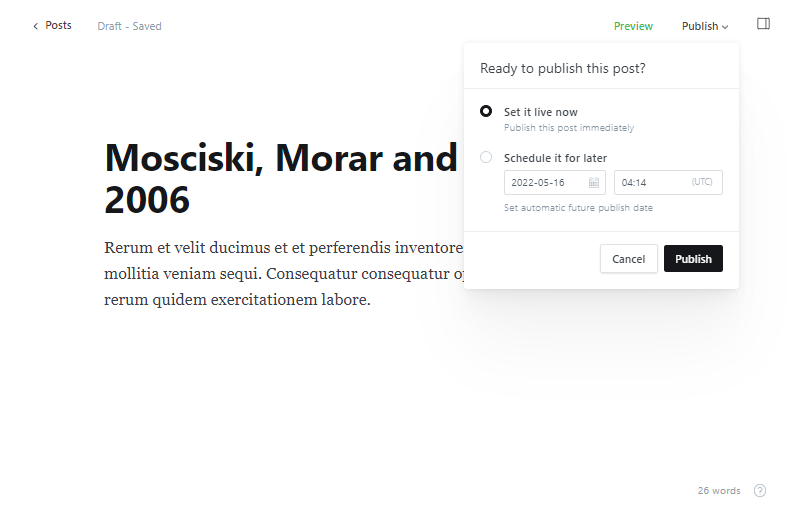 Posts
Draft - Saved
Preview
Publish
Ready to publish this post?
Set it live now
Publish this post immediately
Schedule it for later
2022-05-16
04:14
(UTC)
Set automatic future publish date
Cancel
Publish
Mosciski, Morar and
2006
Rerum et velit ducimus et et perferendis inventore
mollitia veniam sequi. Consequatur consequatur
rerum quidem exercitationem labore.
26 words
?